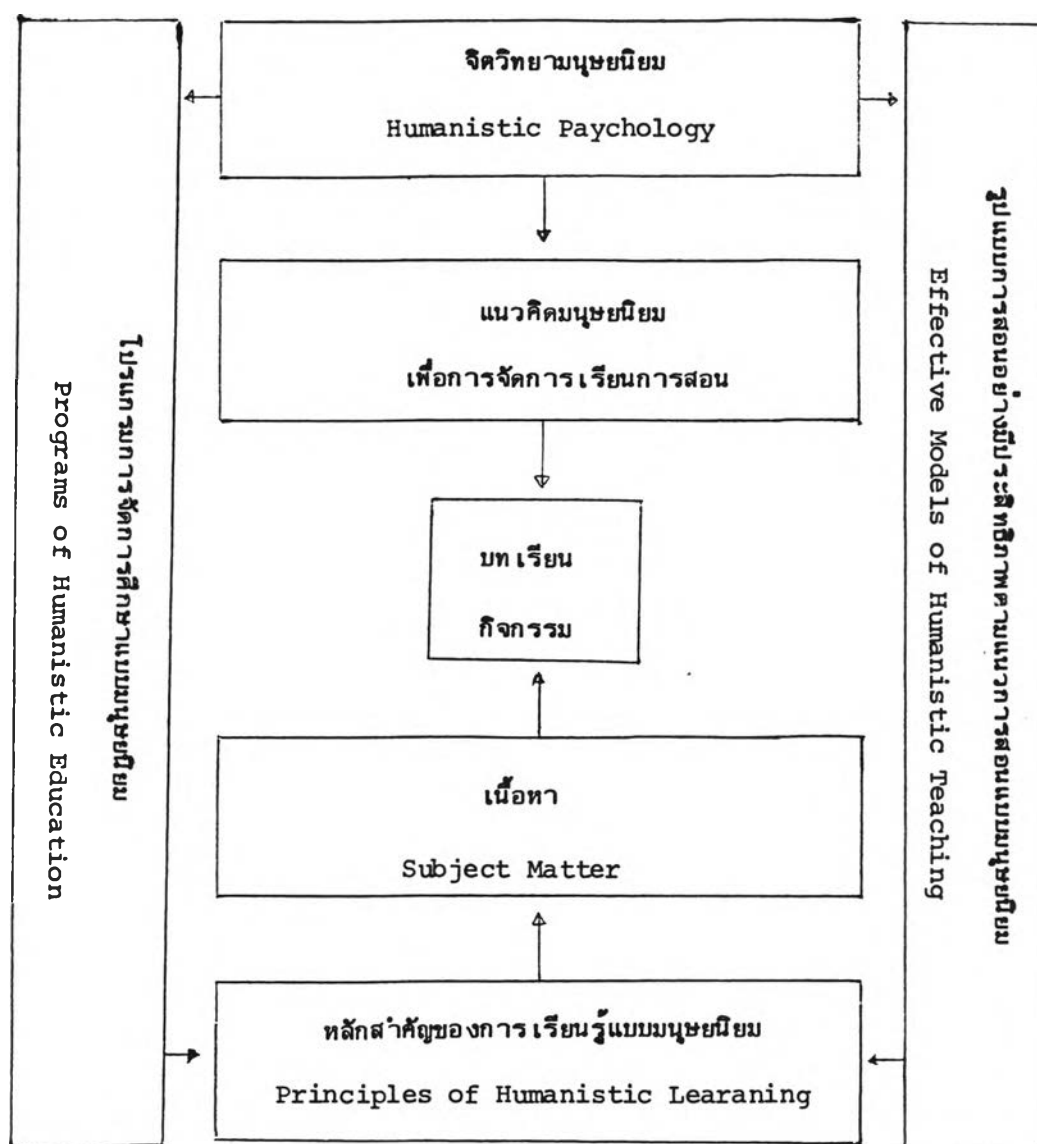 จิตวิทยามนุษยนิยม
Humanistic Paychology
แนวคิดมนุษยนิยม
เพื่อการจัดการเรียนการสอน
บทเรียน
กิจกรรม
เนื้อหา
Subject Matter
หลักสำคัญของการเรียนรู้แบบมนุษยนิยม
Principles of Humanistic Learaning
โปรแกรมการจัดการศึกษาแบบมนุษยนิยม
Programs of Humanistic Education
รูปแบบการสอนอย่างมีประสิทธิภาพตามแนวการสอนแบบมนุษยนิยม
Effective Models of Humanistic Teaching